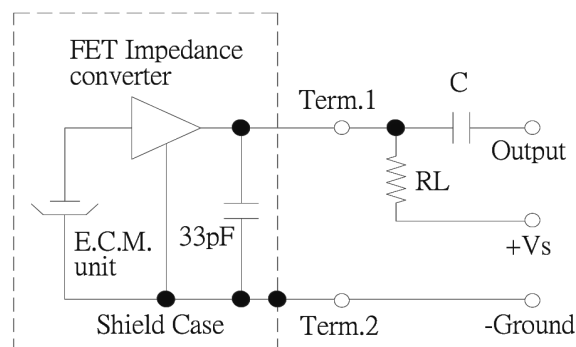 FET Impedance
converter
Term.1
C
Output
RL
+Vs
33pF
E.C.M.
unit
Shield Case
Term.2
-Ground